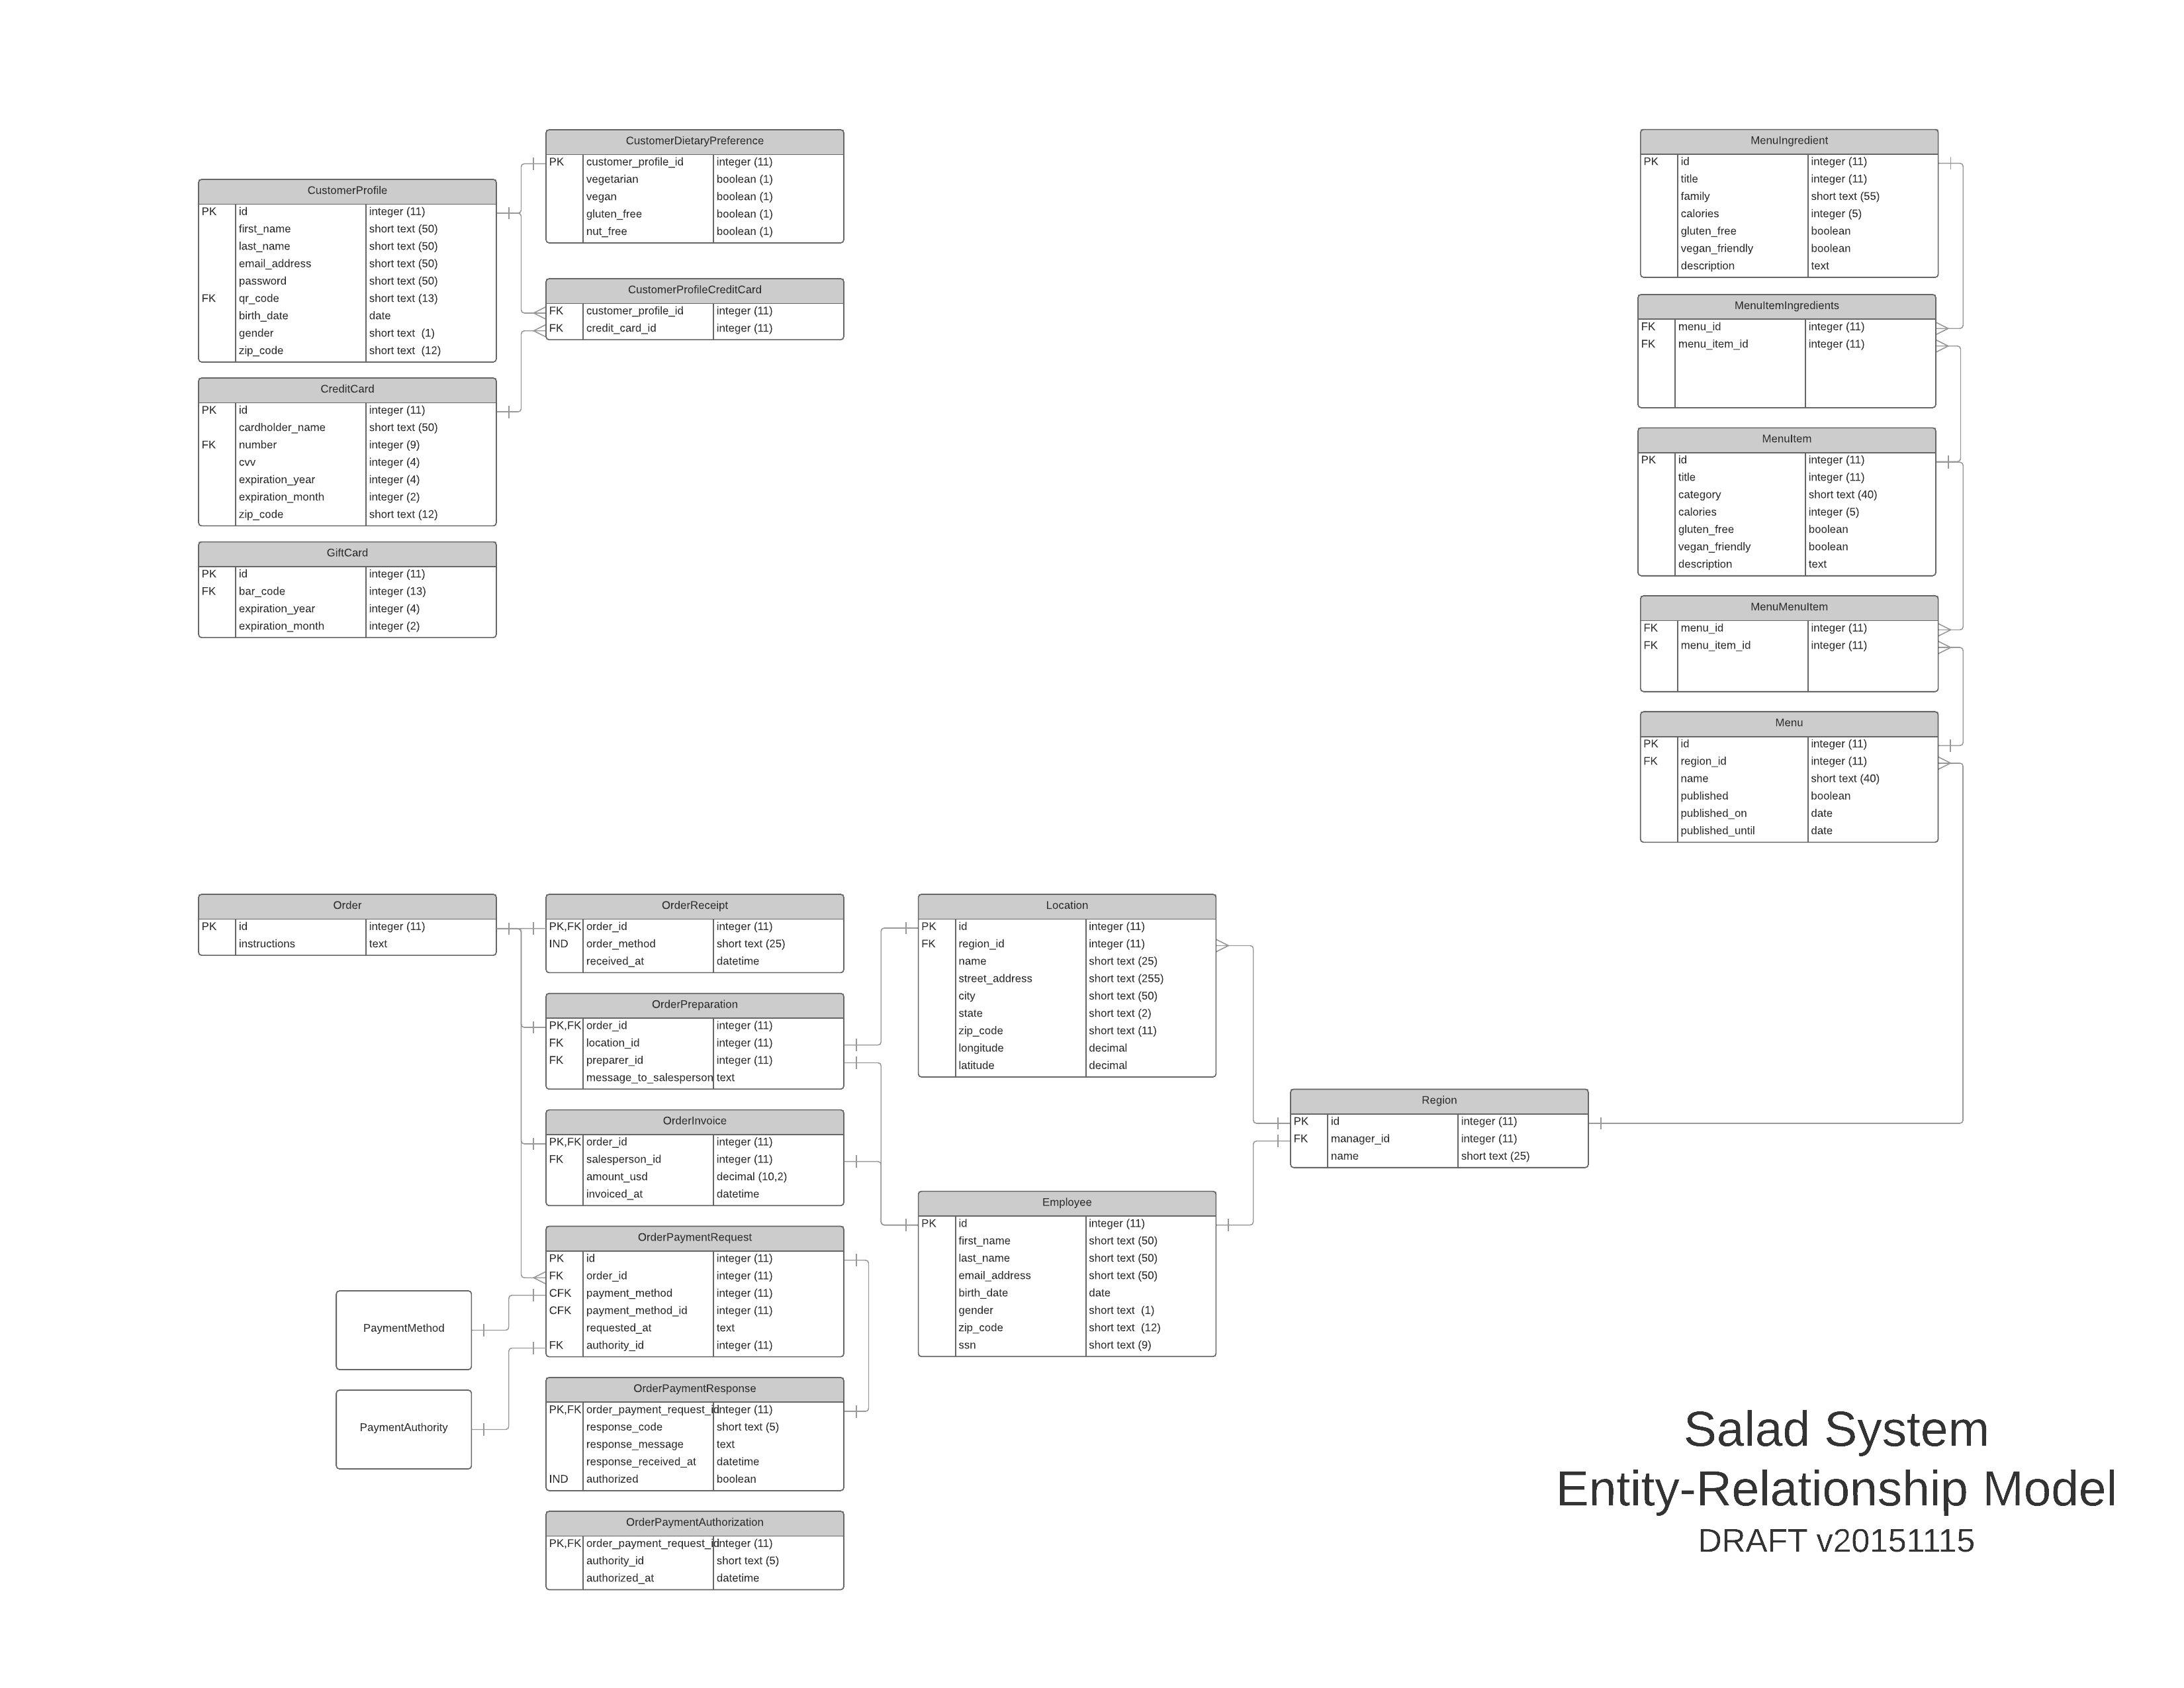 CustomerDietaryPreference
PK customer_profile_id integer (11)
vegetarian boolean (1)
vegan boolean (1)
gluten_free boolean (1)
nut_free boolean (1)
CustomerProfile
PK id integer (11)
first_name short text (50)
last_name short text (50)
email_address short text (50)
password short text (50)
FK qr_code short text (13)
birth_date date
gender short text (1)
zip_code short text (12)
CustomerProfileCreditCard
FK customer_profile_id integer (11)
FK credit_card_id integer (11)
CreditCard
PK id integer (11)
cardholder_name short text (50)
FK number integer (9)
cvv integer (4)
expiration_year integer (4)
expiration_month integer (2)
zip_code short text (12)
GiftCard
PK id integer (11)
FK bar_code integer (13)
expiration_year integer (4)
expiration_month integer (2)
MenuIngredient
PK id integer (11)
title integer (11)
family short text (55)
calories integer (5)
gluten_free boolean
vegan_friendly boolean
description text
MenuItemIngredients
FK menu_id integer (11)
FK menu_item_id integer (11)
MenuItem
PK id integer (11)
title integer (11)
category short text (40)
calories integer (5)
gluten_free boolean
vegan_friendly boolean
description text
MenuMenuItem
FK menu_id integer (11)
FK menu_item_id integer (11)
Menu
PK id integer (11)
FK region_id integer (11)
name short text (40)
published boolean
published_on date
published_until date
Order
PK id integer (11)
instructions text
OrderReceipt
PK,FK order_id integer (11)
IND order_method short text (25)
received_at datetime
OrderPreparation
PK,FK order_id integer (11)
FK location_id integer (11)
FK preparer_id integer (11)
message_to_salesperson text
OrderInvoice
PK,FK order_id integer (11)
FK salesperson_id integer (11)
amount_usd decimal (10,2)
invoiced_at datetime
OrderPaymentRequest
PK id integer (11)
FK order_id integer (11)
CFK payment_method integer (11)
CFK payment_method_id integer (11)
requested_at text
FK authority_id integer (11)
PaymentMethod
PaymentAuthority
OrderPaymentResponse
PK,FK order_payment_request_id integer (11)
response_code short text (5)
response_message text
response_received_at datetime
IND authorized boolean
OrderPaymentAuthorization
PK,FK order_payment_request_id integer (11)
authority_id short text (5)
authorized_at datetime
Location
PK id integer (11)
FK region_id integer (11)
name short text (25)
street_address short text (255)
city short text (50)
state short text (2)
zip_code short text (11)
longitude decimal
latitude decimal
Employee
PK id integer (11)
first_name short text (50)
last_name short text (50)
email_address short text (50)
birth_date date
gender short text (1)
zip_code short text (12)
ssn short text (9)
Region
PK id integer (11)
FK manager_id integer (11)
name short text (25)
Salad System
Entity-Relationship Model
DRAFT v20151115